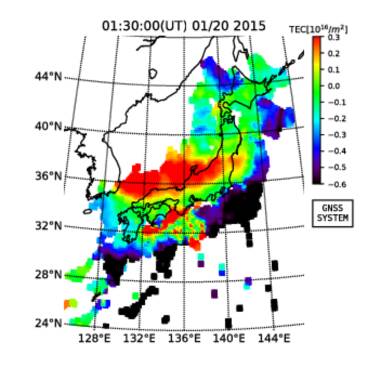 01:30:00(UT) 01/20 2015
TEC[10¹⁶/m²]
0.3
0.2
0.1
0.0
−0.1
−0.2
−0.3
−0.4
−0.5
−0.6
GNSS
SYSTEM
44°N
40°N
36°N
32°N
28°N
24°N
128°E 132°E 136°E 140°E 144°E